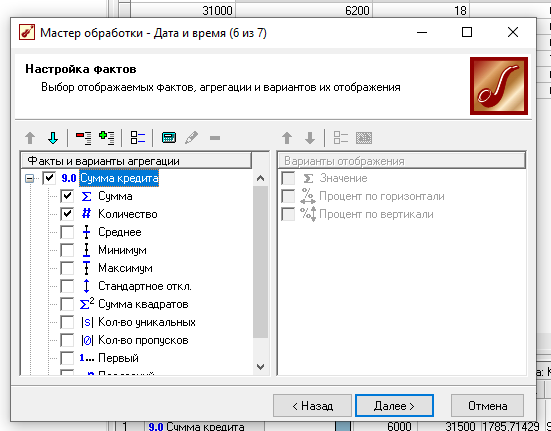 31000 6200 18
Мастер обработки - Дата и время (6 из 7)
Настройка фактов
Выбор отображаемых фактов, агрегации и вариантов их отображения
Факты и варианты агрегации
Варианты отображения
9.0 Сумма кредита
Σ Сумма
# Количество
Среднее
Минимум
Максимум
Стандартное откл.
Σ² Сумма квадратов
|s| Кол-во уникальных
|0| Кол-во пропусков
1... Первый
Σ Значение
% Процент по горизонтали
% Процент по вертикали
< Назад
Далее >
Отмена
1 9.0 Сумма кредита 6000 31500 1785.71429